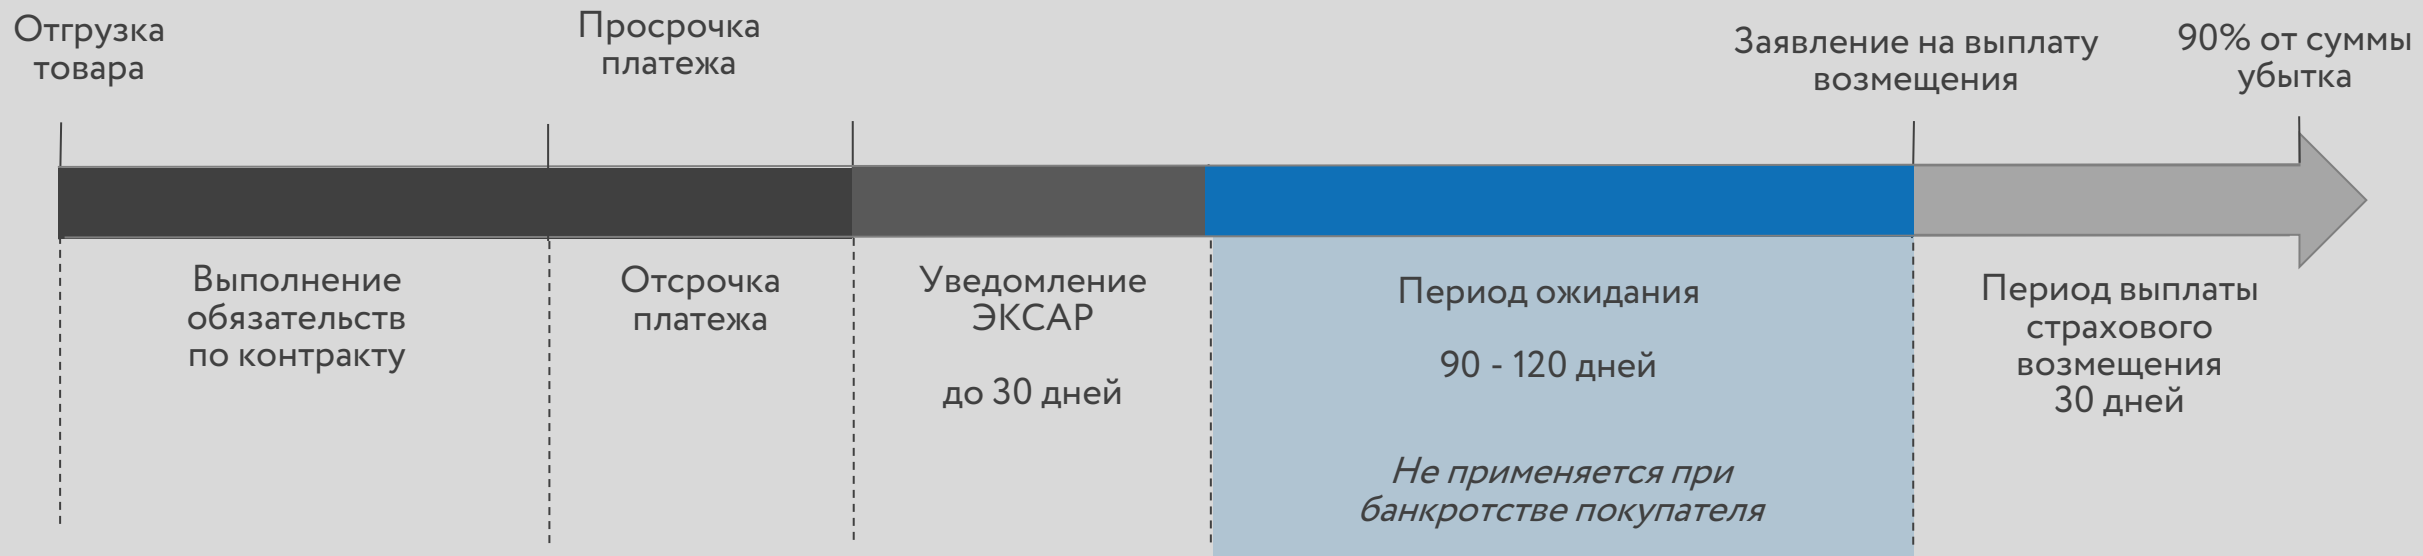 Отгрузка
товара
Просрочка
платежа
Заявление на выплату
возмещения
90% от суммы
убытка
Выполнение
обязательств
по контракту
Отсрочка
платежа
Уведомление
ЭКСАР
до 30 дней
Период ожидания
90 - 120 дней
Не применяется при
банкротстве покупателя
Период выплаты
страхового
возмещения
30 дней